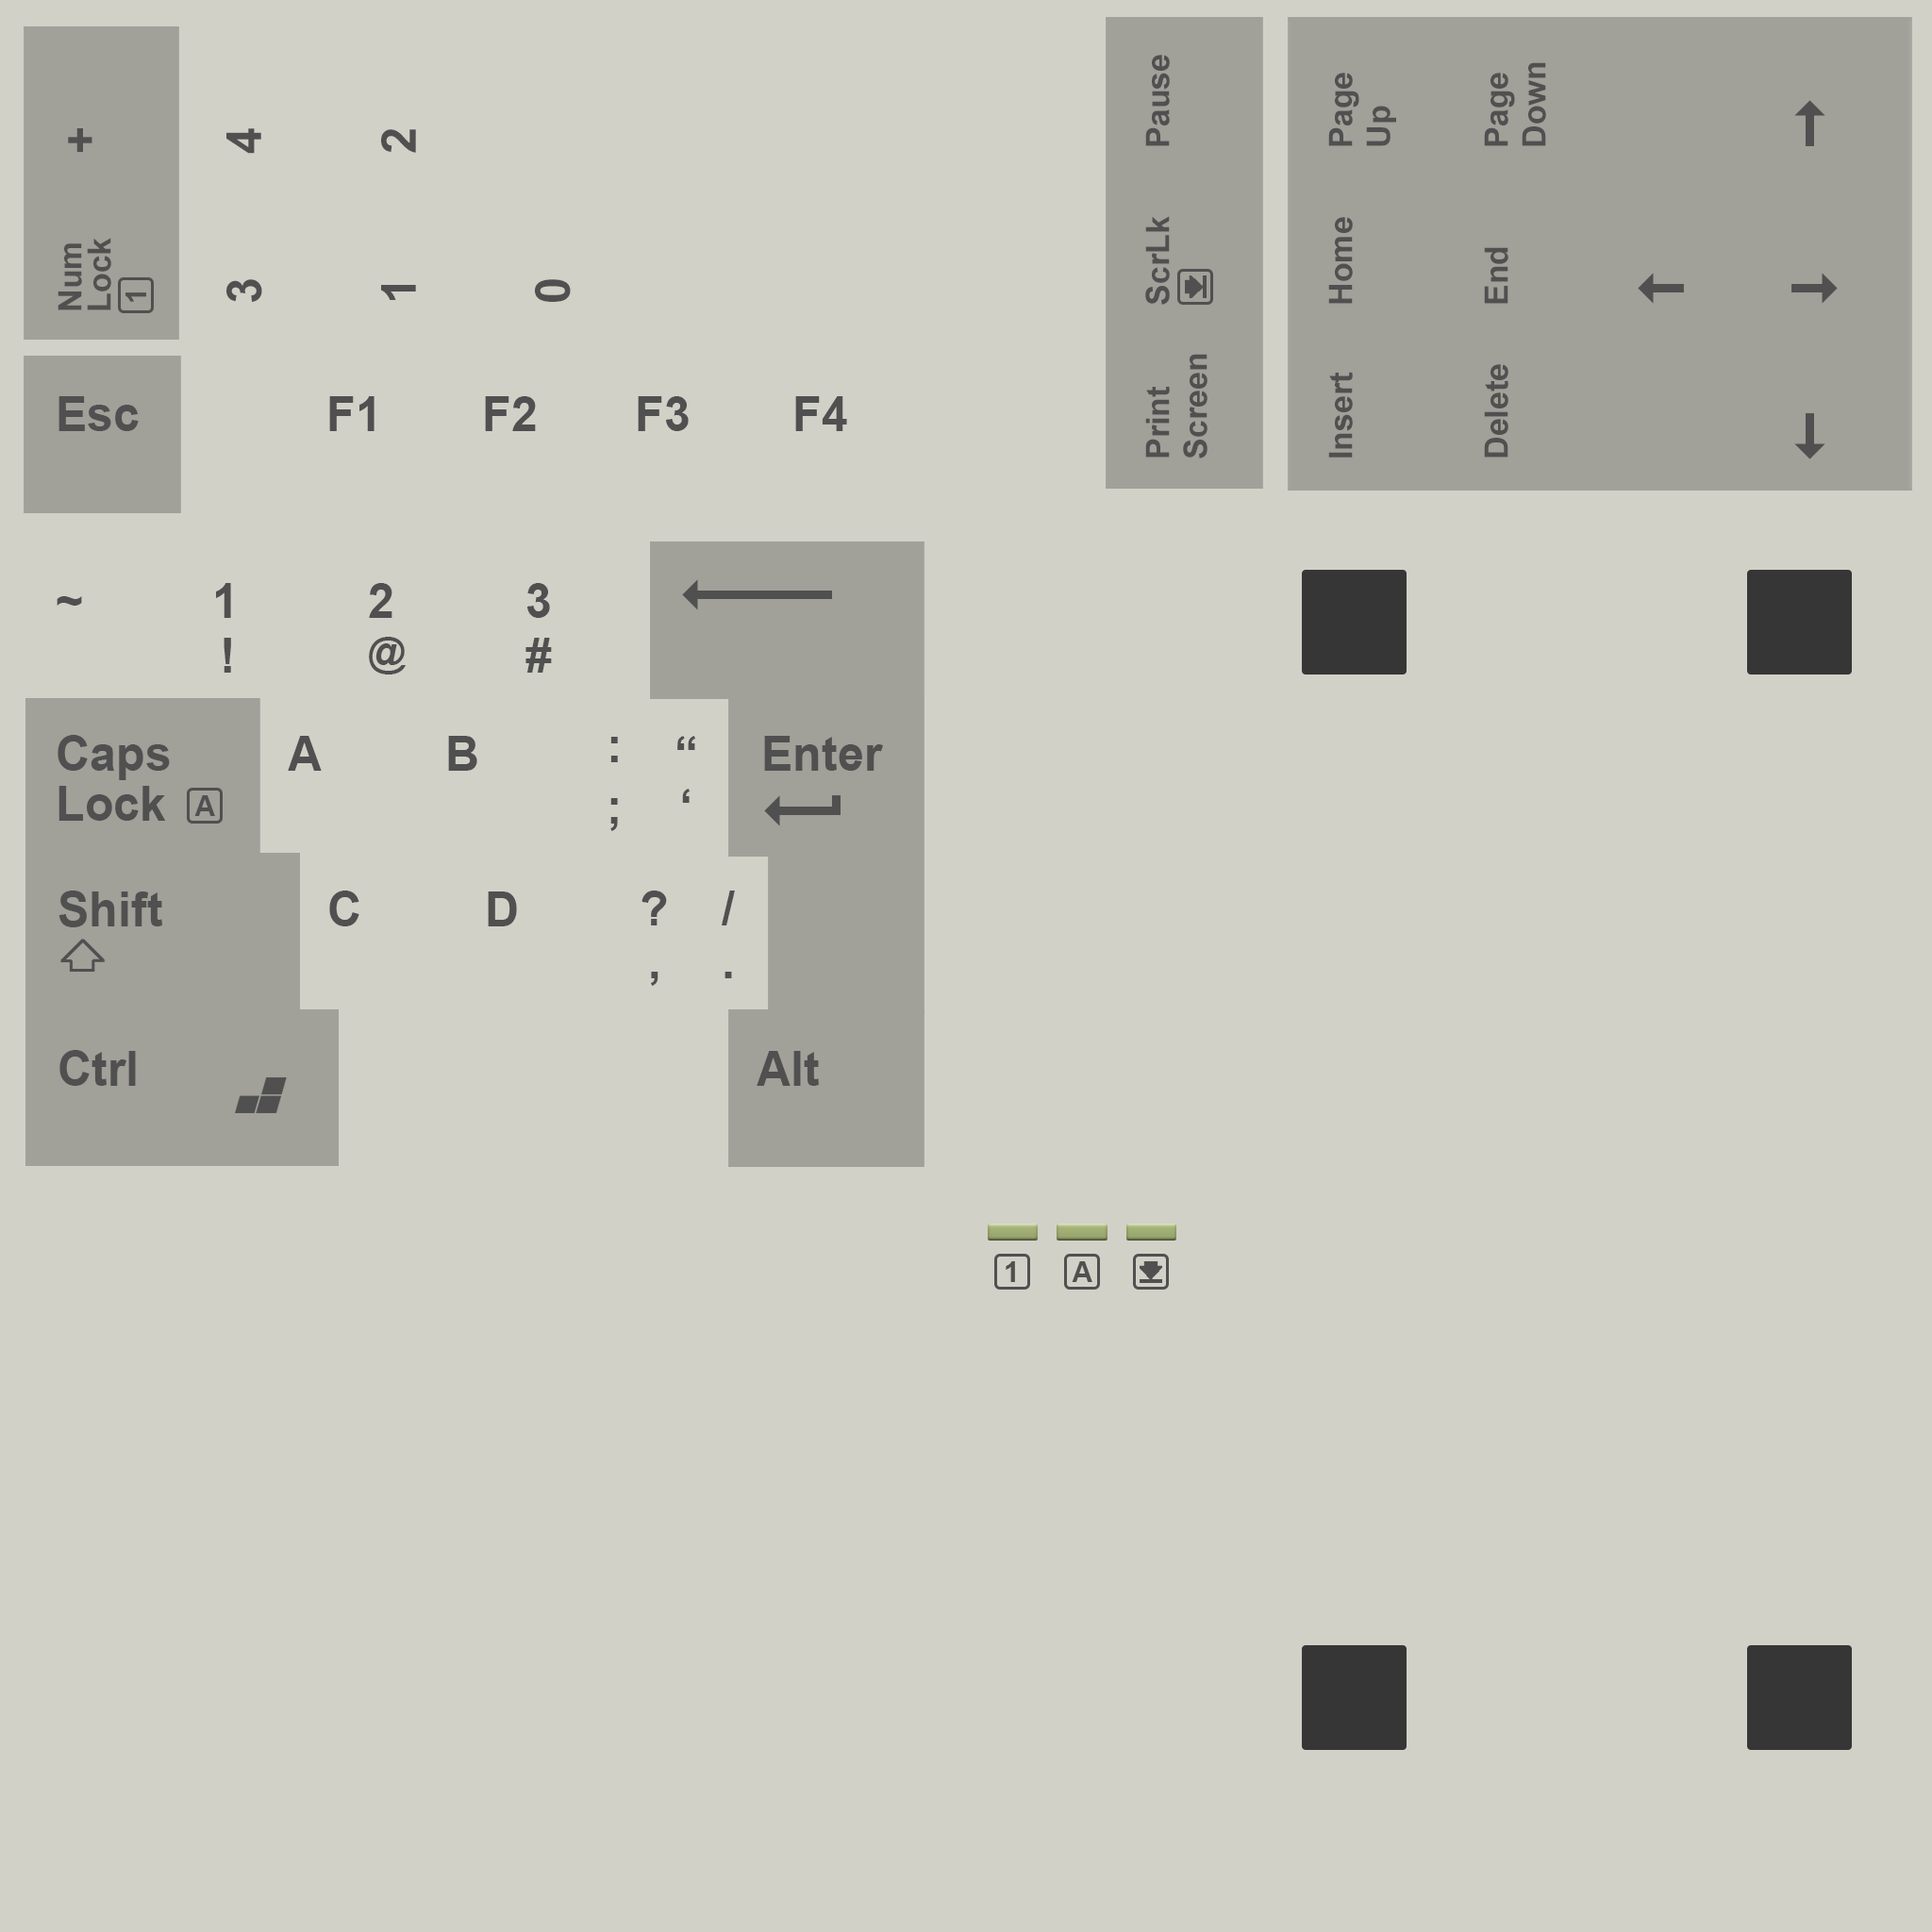 + 4 2
Num
Lock
1
3 1 0
Pause
ScrLk
Print
Screen
Page
Up
Page
Down
Home
End
Insert
Delete
Esc F1 F2 F3 F4
~ 1 2 3
! @ #
Caps
Lock A
A B : “
; ‘
Enter
Shift
C D ? /
, .
Ctrl
Alt
1 A